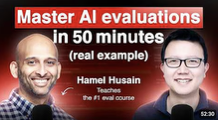 Master AI evaluations
in 50 minutes
(real example)
Hamel Husain
Teaches
the #1 eval course
52:30